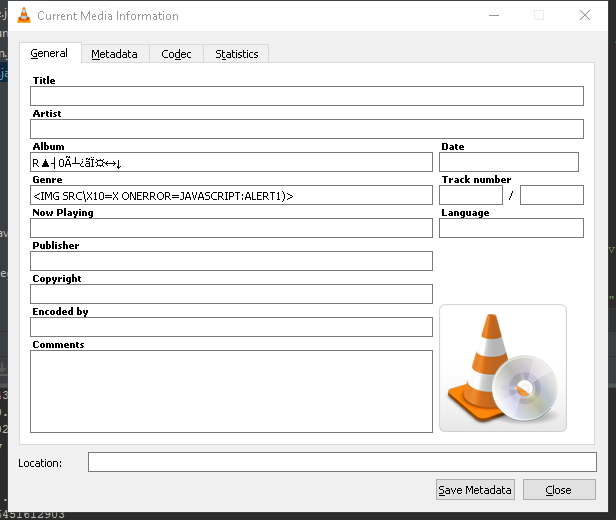 Current Media Information
General Metadata Codec Statistics
Title
Artist
Album Date
R▲┤0Ã┴¿ãÏ¤↔↓
Genre Track number
<IMG SRC\X10=X ONERROR=JAVASCRIPT:ALERT1)> /
Now Playing Language
Publisher
Copyright
Encoded by
Comments
Location:
Save Metadata Close
451612903